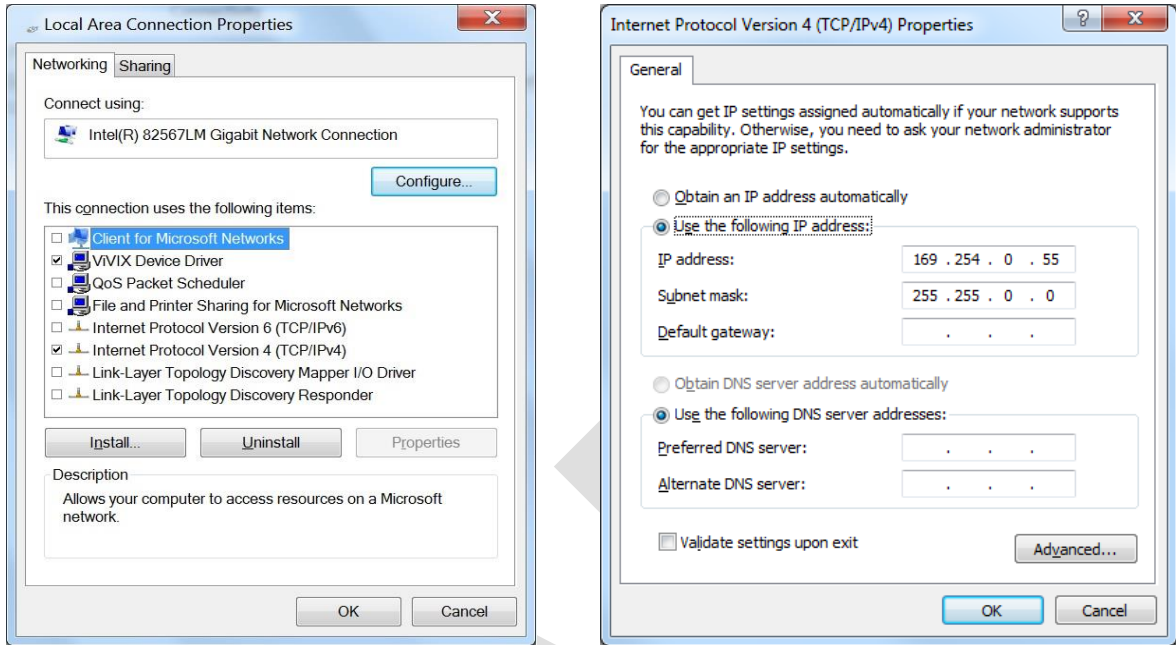 Local Area Connection Properties
Networking
Sharing
Connect using:
Intel(R) 82567LM Gigabit Network Connection
Configure...
This connection uses the following items:
Client for Microsoft Networks
ViVIX Device Driver
QoS Packet Scheduler
File and Printer Sharing for Microsoft Networks
Internet Protocol Version 6 (TCP/IPv6)
Internet Protocol Version 4 (TCP/IPv4)
Link-Layer Topology Discovery Mapper I/O Driver
Link-Layer Topology Discovery Responder
Install...
Uninstall
Properties
Description
Allows your computer to access resources on a Microsoft
network.
OK
Cancel
Internet Protocol Version 4 (TCP/IPv4) Properties
General
You can get IP settings assigned automatically if your network supports
this capability. Otherwise, you need to ask your network administrator
for the appropriate IP settings.
Obtain an IP address automatically
Use the following IP address:
IP address: 169 . 254 . 0 . 55
Subnet mask: 255 . 255 . 0 . 0
Default gateway: . . .
Obtain DNS server address automatically
Use the following DNS server addresses:
Preferred DNS server: . . .
Alternate DNS server: . . .
Validate settings upon exit
Advanced...
OK
Cancel